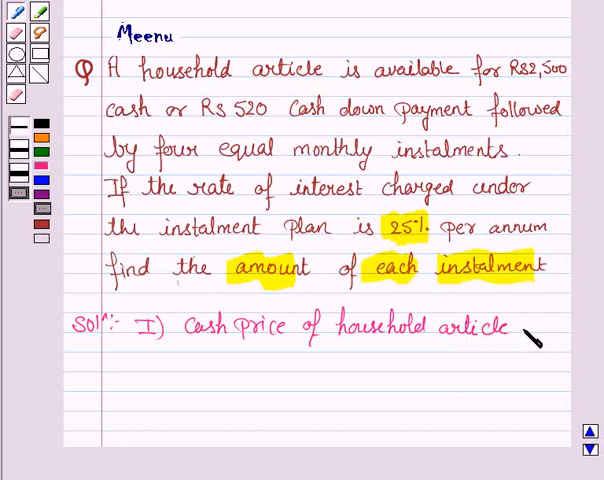 Meenu
Q A household article is available for RS2,500
cash or RS 520 cash down payment followed
by four equal monthly instalments.
If the rate of interest charged under
the instalment plan is 25%. per annum
find the amount of each instalment
Solⁿ:- I) Cash price of household article